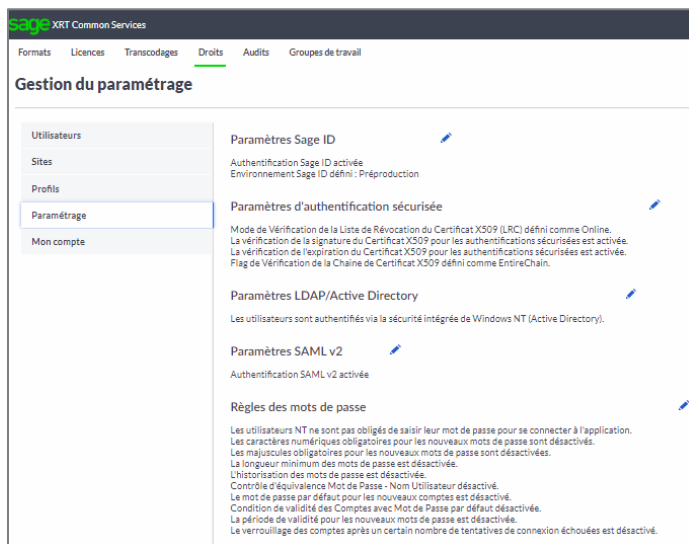 sage XRT Common Services
Formats Licences Transcodages Droits Audits Groupes de travail
Gestion du paramétrage
Utilisateurs
Sites
Profils
Paramétrage
Mon compte
Paramètres Sage ID
Authentification Sage ID activée
Environnement Sage ID défini : Préproduction
Paramètres d'authentification sécurisée
Mode de Vérification de la Liste de Révocation du Certificat X509 (LRC) défini comme Online.
La vérification de la signature du Certificat X509 pour les authentifications sécurisées est activée.
La vérification de l'expiration du Certificat X509 pour les authentifications sécurisées est activée.
Flag de Vérification de la Chaine de Certificat X509 défini comme EntireChain.
Paramètres LDAP/Active Directory
Les utilisateurs sont authentifiés via la sécurité intégrée de Windows NT (Active Directory).
Paramètres SAML v2
Authentification SAML v2 activée
Règles des mots de passe
Les utilisateurs NT ne sont pas obligés de saisir leur mot de passe pour se connecter à l'application.
Les caractères numériques obligatoires pour les nouveaux mots de passe sont désactivés.
Les majuscules obligatoires pour les nouveaux mots de passe sont désactivées.
La longueur minimum des mots de passe est désactivée.
L'historisation des mots de passe est désactivée.
Contrôle d'équivalence Mot de Passe - Nom Utilisateur désactivé.
Le mot de passe par défaut pour les nouveaux comptes est désactivé.
Condition de validité des Comptes avec Mot de Passe par défaut désactivée.
La période de validité pour les nouveaux mots de passe est désactivée.
Le verrouillage des comptes après un certain nombre de tentatives de connexion échouées est désactivé.